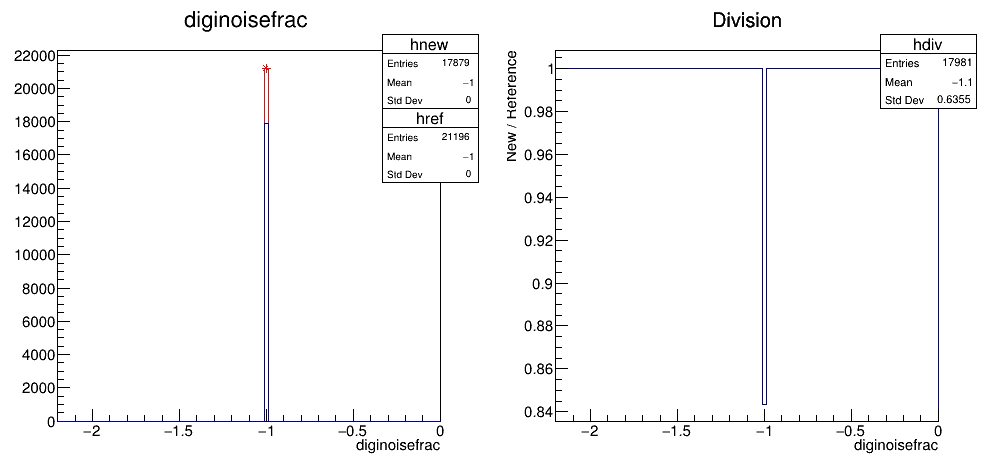 diginoisefrac
hnew
Entries 17879
Mean −1
Std Dev 0
href
Entries 21196
Mean −1
Std Dev 0
22000
20000
18000
16000
14000
12000
10000
8000
6000
4000
2000
0
−2 −1.5 −1 −0.5 0
diginoisefrac
Division
hdiv
Entries 17981
Mean −1.1
Std Dev 0.6355
New / Reference
1
0.98
0.96
0.94
0.92
0.9
0.88
0.86
0.84
−2 −1.5 −1 −0.5 0
diginoisefrac